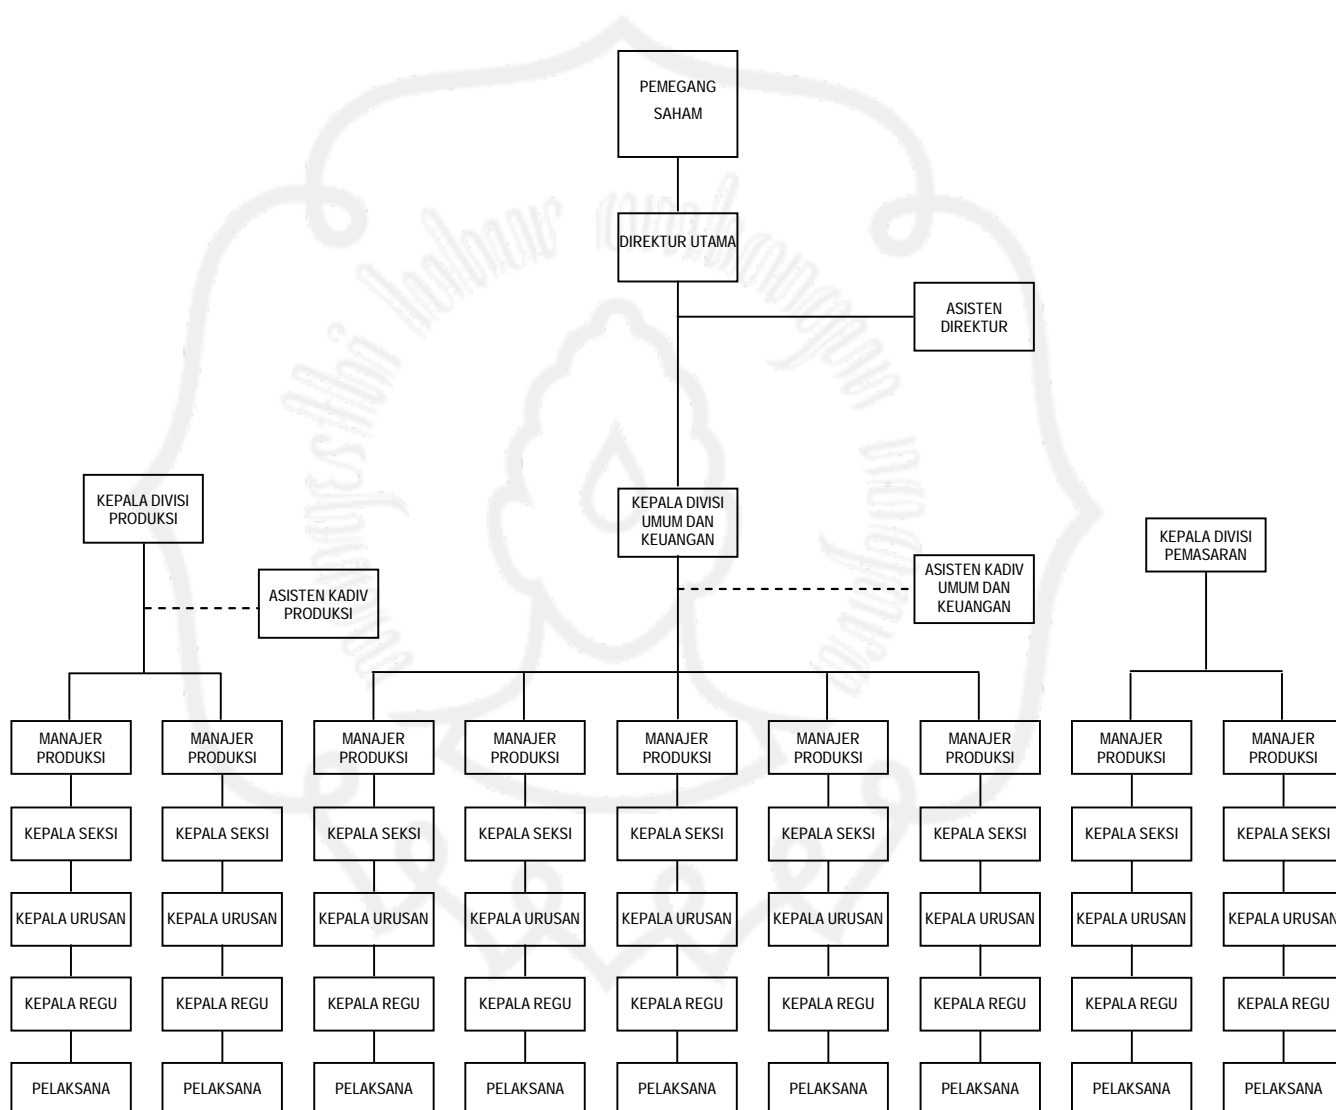 PEMEGANG
SAHAM
DIREKTUR UTAMA
ASISTEN
DIREKTUR
KEPALA DIVISI
PRODUKSI
KEPALA DIVISI
UMUM DAN
KEUANGAN
KEPALA DIVISI
PEMASARAN
ASISTEN KADIV
PRODUKSI
ASISTEN KADIV
UMUM DAN
KEUANGAN
MANAJER
PRODUKSI
MANAJER
PRODUKSI
MANAJER
PRODUKSI
MANAJER
PRODUKSI
MANAJER
PRODUKSI
MANAJER
PRODUKSI
MANAJER
PRODUKSI
MANAJER
PRODUKSI
MANAJER
PRODUKSI
KEPALA SEKSI
KEPALA SEKSI
KEPALA SEKSI
KEPALA SEKSI
KEPALA SEKSI
KEPALA SEKSI
KEPALA SEKSI
KEPALA SEKSI
KEPALA SEKSI
KEPALA URUSAN
KEPALA URUSAN
KEPALA URUSAN
KEPALA URUSAN
KEPALA URUSAN
KEPALA URUSAN
KEPALA URUSAN
KEPALA URUSAN
KEPALA URUSAN
KEPALA REGU
KEPALA REGU
KEPALA REGU
KEPALA REGU
KEPALA REGU
KEPALA REGU
KEPALA REGU
KEPALA REGU
KEPALA REGU
PELAKSANA
PELAKSANA
PELAKSANA
PELAKSANA
PELAKSANA
PELAKSANA
PELAKSANA
PELAKSANA
PELAKSANA